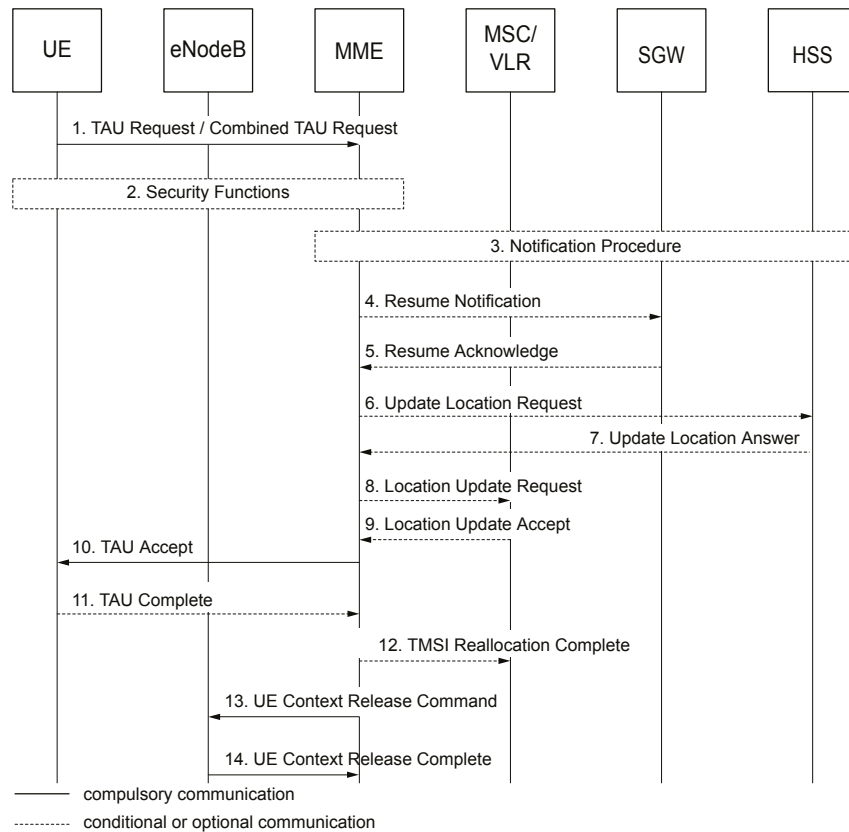 UE
eNodeB
MME
MSC/
VLR
SGW
HSS
1. TAU Request / Combined TAU Request
2. Security Functions
3. Notification Procedure
4. Resume Notification
5. Resume Acknowledge
6. Update Location Request
7. Update Location Answer
8. Location Update Request
9. Location Update Accept
10. TAU Accept
11. TAU Complete
12. TMSI Reallocation Complete
13. UE Context Release Command
14. UE Context Release Complete
compulsory communication
conditional or optional communication